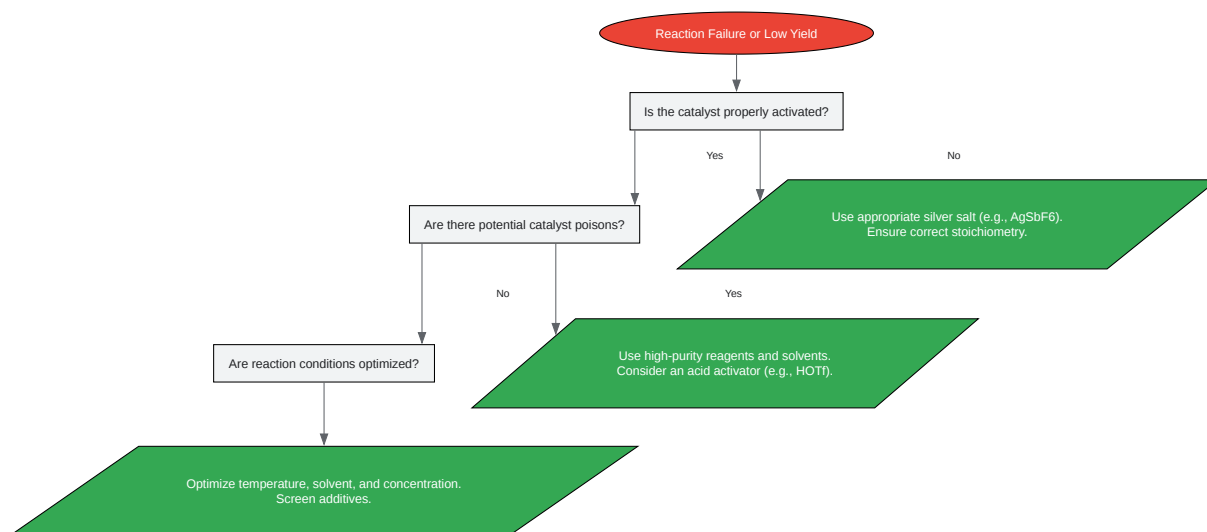 Reaction Failure or Low Yield
Is the catalyst properly activated?
Yes
No
Use appropriate silver salt (e.g., AgSbF6).
Ensure correct stoichiometry.
Are there potential catalyst poisons?
No
Yes
Use high-purity reagents and solvents.
Consider an acid activator (e.g., HOTf).
Are reaction conditions optimized?
Optimize temperature, solvent, and concentration.
Screen additives.